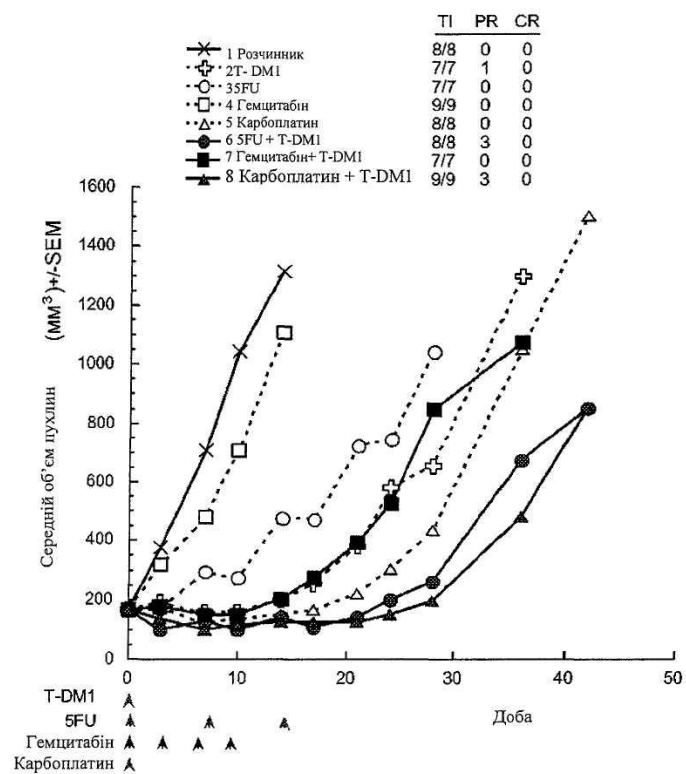 TI PR CR
1 Розчинник 8/8 0 0
2T- DM1 7/7 1 0
35FU 7/7 0 0
4 Гемцитабін 9/9 0 0
5 Карбоплатин 8/8 0 0
6 5FU + T-DM1 8/8 3 0
7 Гемцитабін+ T-DM1 7/7 0 0
8 Карбоплатин + T-DM1 9/9 3 0
Середній об'єм пухлин (мм³)+/-SEM
1600
1400
1200
1000
800
600
400
200
0
0 10 20 30 40 50
Доба
T-DM1
5FU
Гемцитабін
Карбоплатин